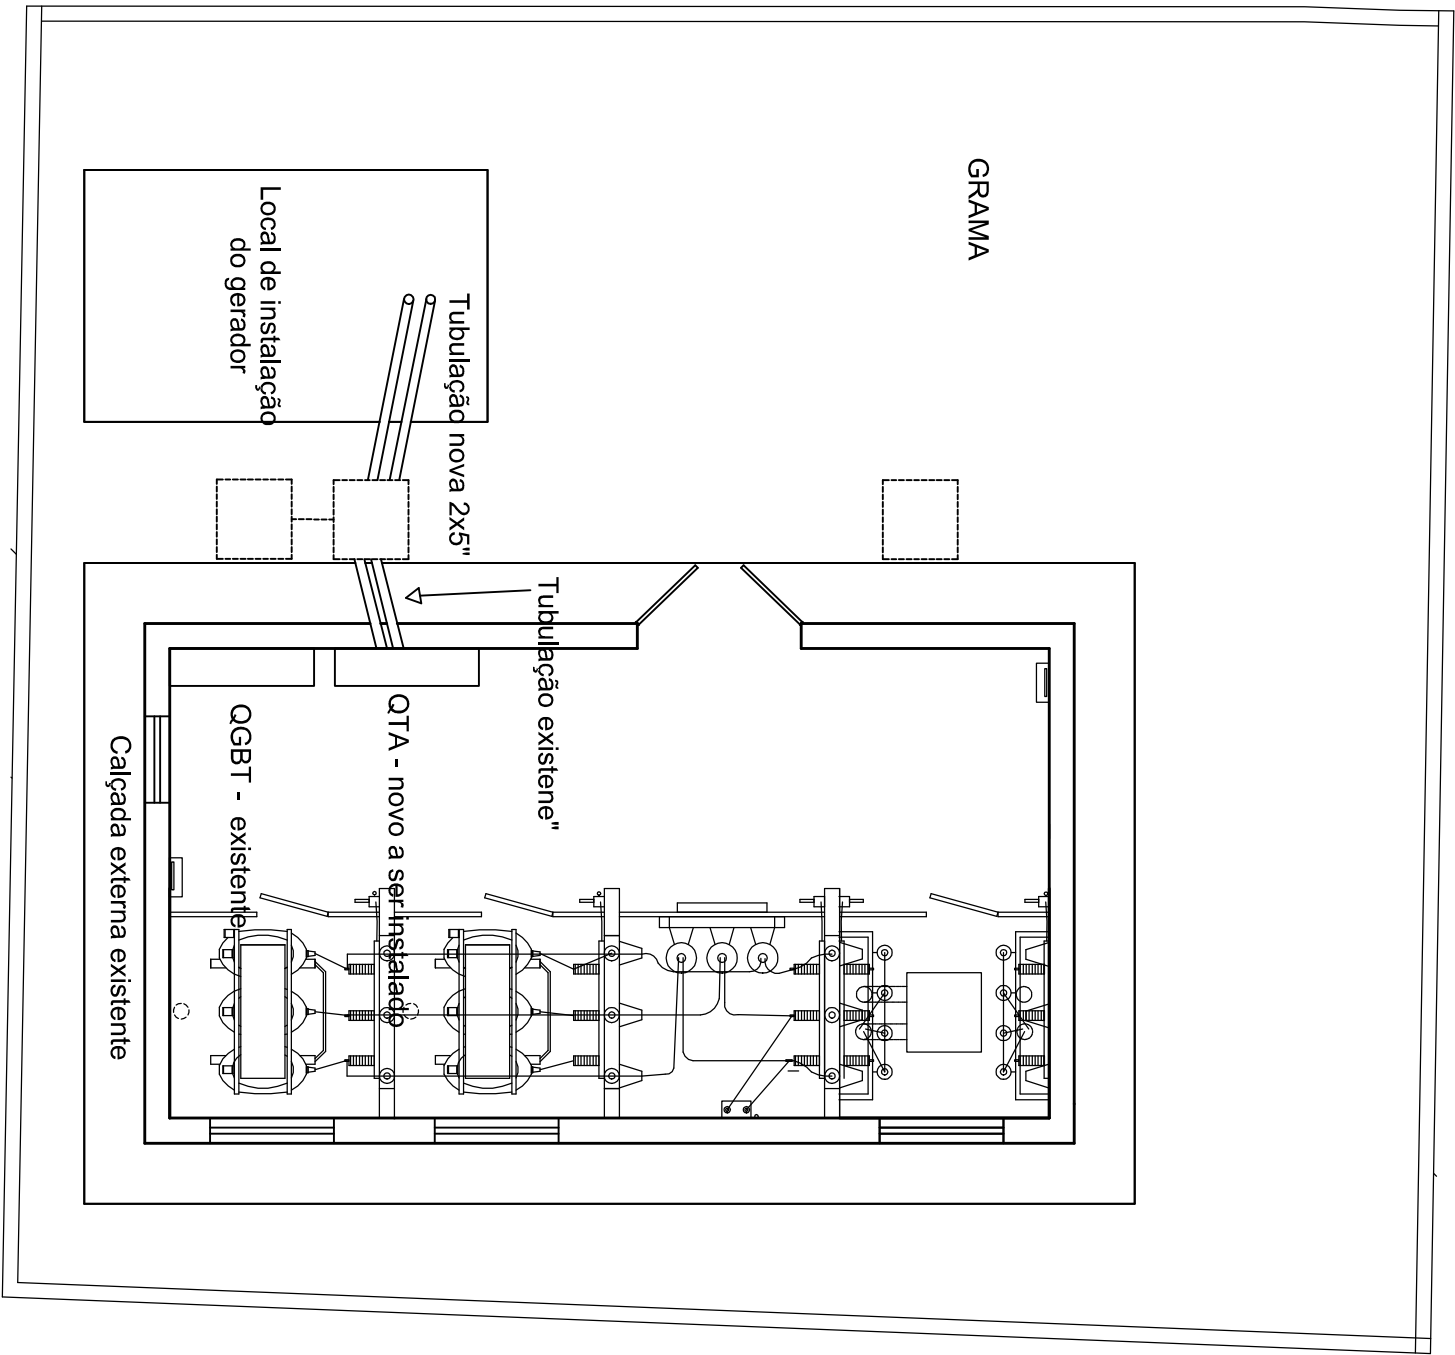 GRAMA
Tubulação nova 2x5"
Local de instalação
do gerador
Tubulação existene"
QTA - novo a ser instalado
QGBT - existente
Calçada externa existente